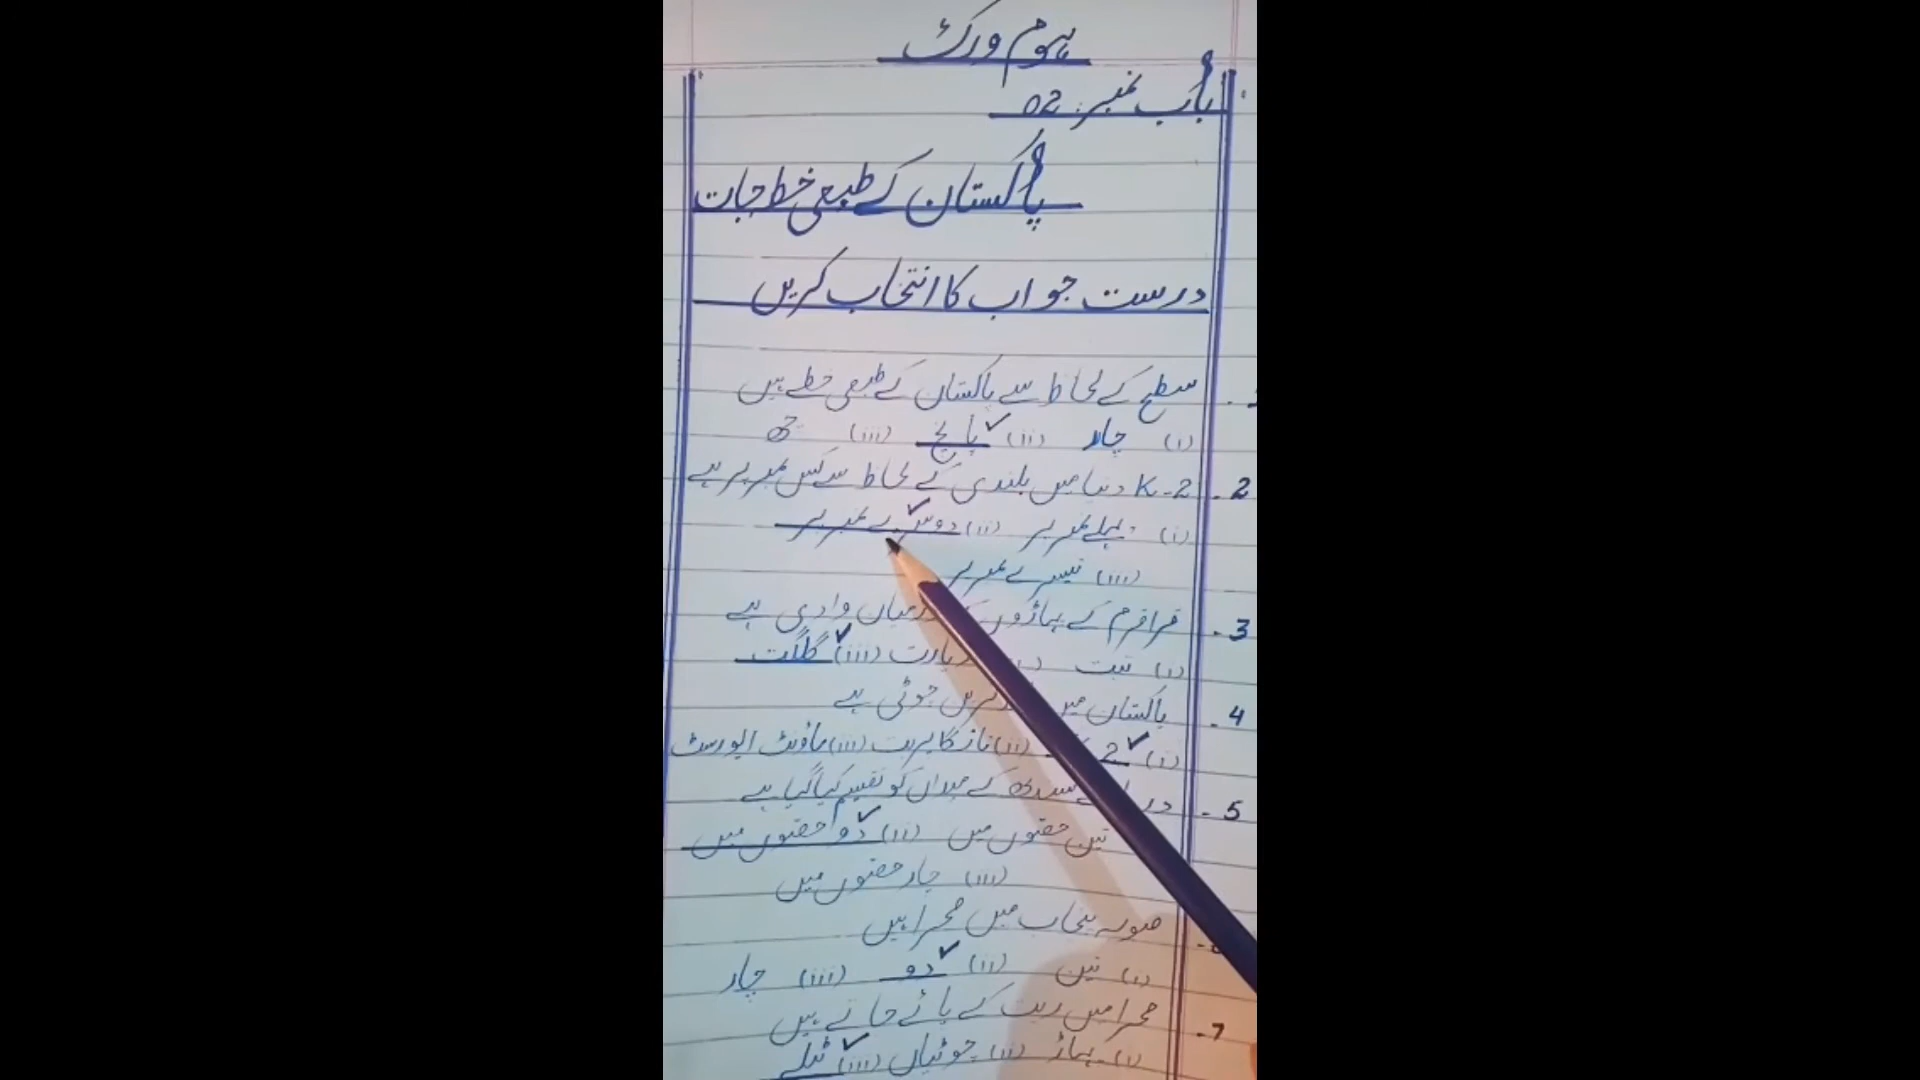 ہوم ورک
باب نمبر: 02
پاکستان کے طبعی خطہ جات
درست جواب کا انتخاب کریں
سطح کے لحاظ سے پاکستان کے طبعی خطے ہیں
(i) چار (ii) پانچ (iii) چھ
2- K-2 دنیا میں بلندی کے لحاظ سے کس نمبر پر ہے
(i) پہلے نمبر پر (ii) دوسرے نمبر پر
(iii) تیسرے نمبر پر
3- قراقرم کے پہاڑوں وادی ہے
(i) تبت زیارت (iii) گلگت
4- پاکستان میں چوٹی ہے
(i) 2 (ii) نانگا پربت (iii) ماؤنٹ ایورسٹ
5- کے میدان کو تقسیم کیا گیا ہے
تین حصوں میں (ii) دو حصوں میں
(iii) چار حصوں میں
صوبہ پنجاب میں صحرا ہیں
(i) تین (ii) دو (iii) چار
7- صحرا میں ریت کے پائے جاتے ہیں
(i) پہاڑ (ii) چوٹیاں (iii) ٹیلے